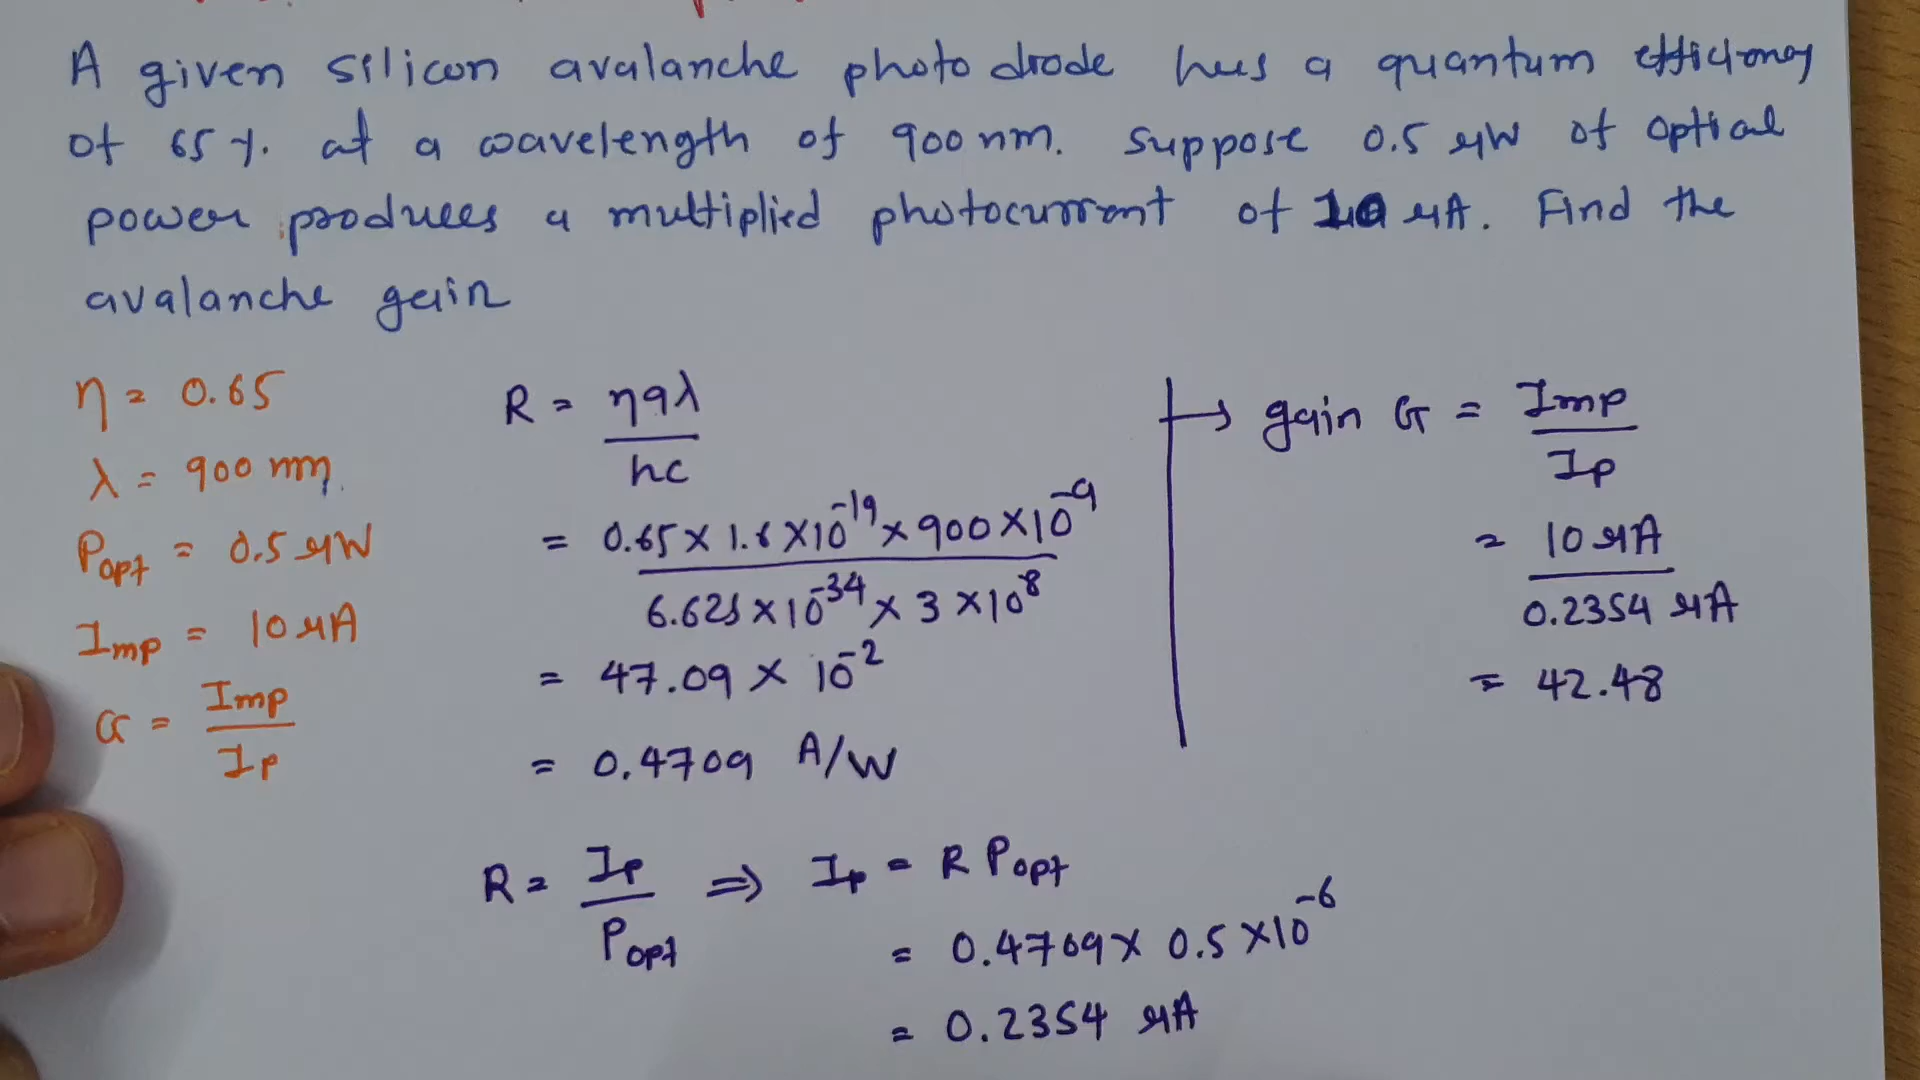 A given silicon avalanche photodiode has a quantum efficiency
of 65 %. at a wavelength of 900 nm. Suppose 0.5 μW of optical
power produces a multiplied photocurrent of 10 μA. Find the
avalanche gain
η = 0.65
λ = 900 nm.
Popt = 0.5 μW
Imp = 10 μA
G = Imp / Ip
R = ηqλ / hc
= 0.65 × 1.6 × 10^-19 × 900 × 10^-9 / 6.625 × 10^-34 × 3 × 10^8
= 47.09 × 10^-2
= 0.4709 A/W
R = Ip / Popt ⇒ Ip = R Popt
= 0.4709 × 0.5 × 10^-6
= 0.2354 μA
→ gain G = Imp / Ip
= 10 μA / 0.2354 μA
= 42.48